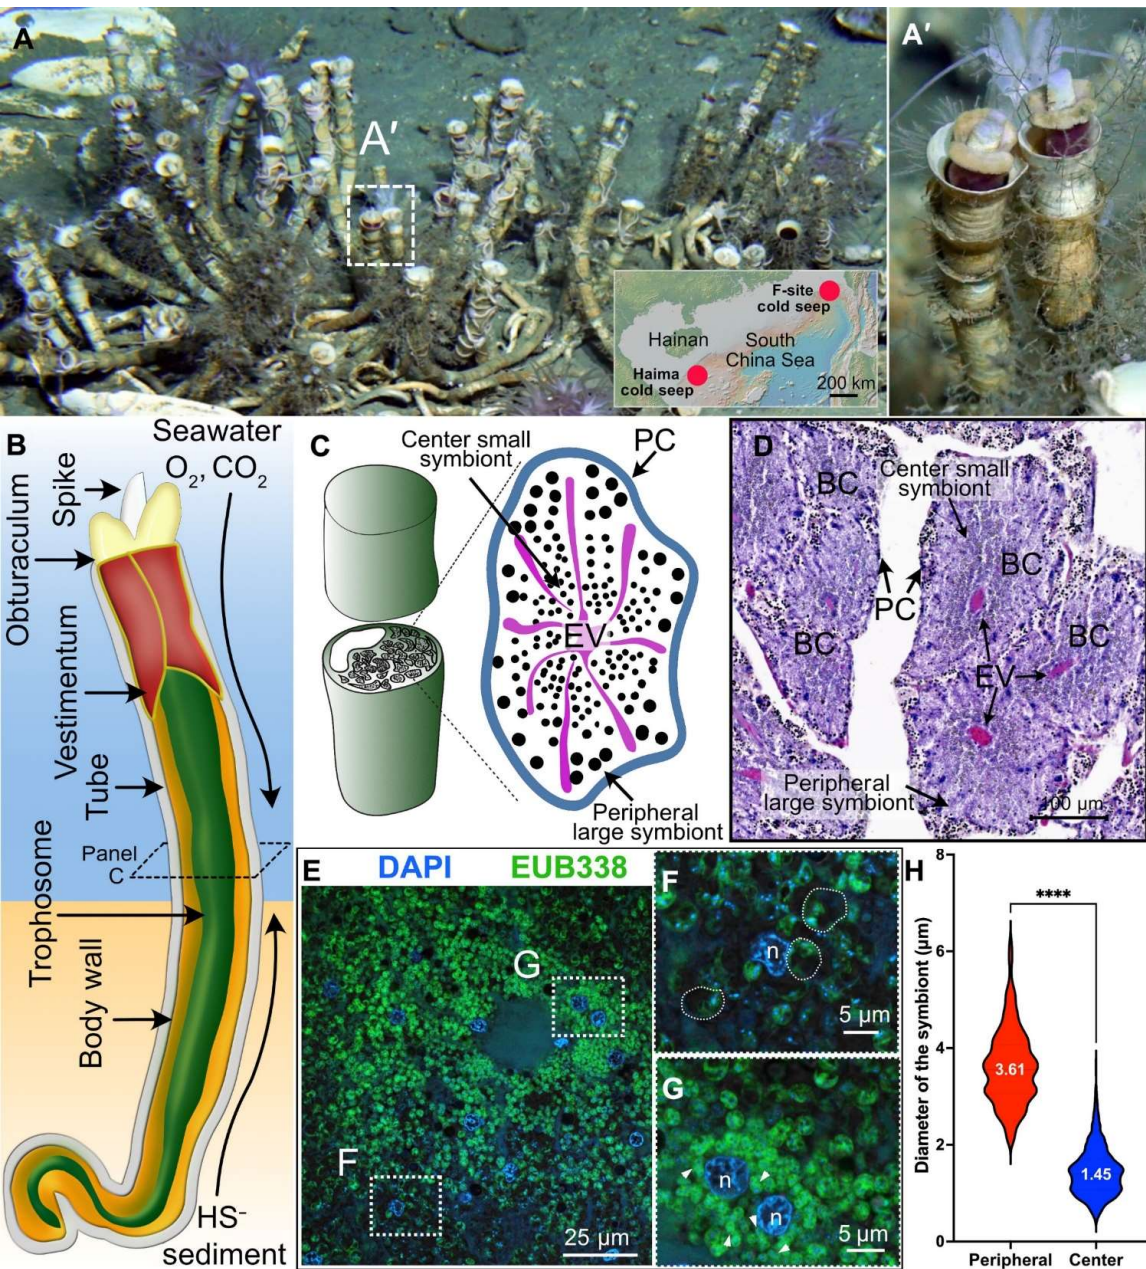 A
A′
F-site
cold seep
Hainan
South
China Sea
Haima
cold seep
200 km
A′
B
Seawater
O₂, CO₂
Spike
Obturaculum
Vestimentum
Tube
Panel
C
Trophosome
Body wall
HS⁻
sediment
C
Center small
symbiont
PC
EV
Peripheral
large symbiont
D
BC
Center small
symbiont
BC
PC
BC
BC
EV
Peripheral
large symbiont
100 μm
E
DAPI
EUB338
G
F
25 μm
F
n
5 μm
G
n
n
5 μm
H
Diameter of the symbiont (μm)
8
6
4
2
0
****
3.61
1.45
Peripheral
Center